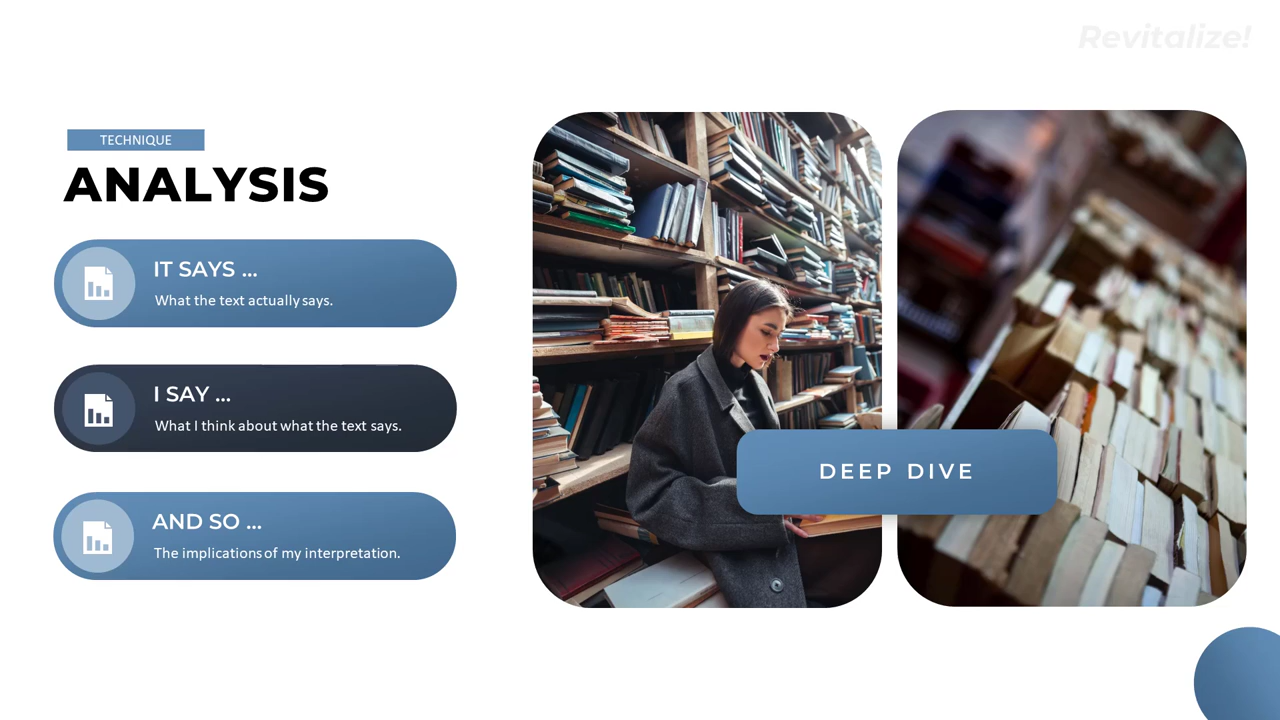 Revitalize!
TECHNIQUE
ANALYSIS
IT SAYS ...
What the text actually says.
I SAY ...
What I think about what the text says.
AND SO ...
The implications of my interpretation.
DEEP DIVE